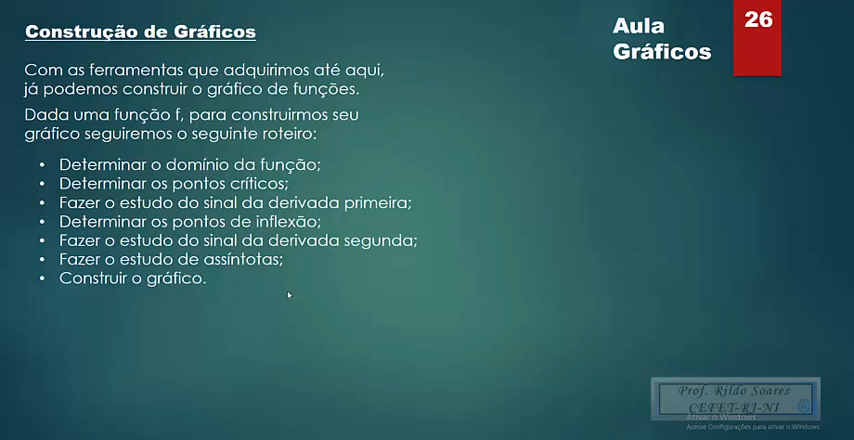 Construção de Gráficos
Aula
Gráficos
26
Com as ferramentas que adquirimos até aqui,
já podemos construir o gráfico de funções.
Dada uma função f, para construirmos seu
gráfico seguiremos o seguinte roteiro:
• Determinar o domínio da função;
• Determinar os pontos críticos;
• Fazer o estudo do sinal da derivada primeira;
• Determinar os pontos de inflexão;
• Fazer o estudo do sinal da derivada segunda;
• Fazer o estudo de assíntotas;
• Construir o gráfico.
Prof. Rildo Soares
CEFET-RJ-NI
Ativar o Windows
Acesse Configurações para ativar o Windows.